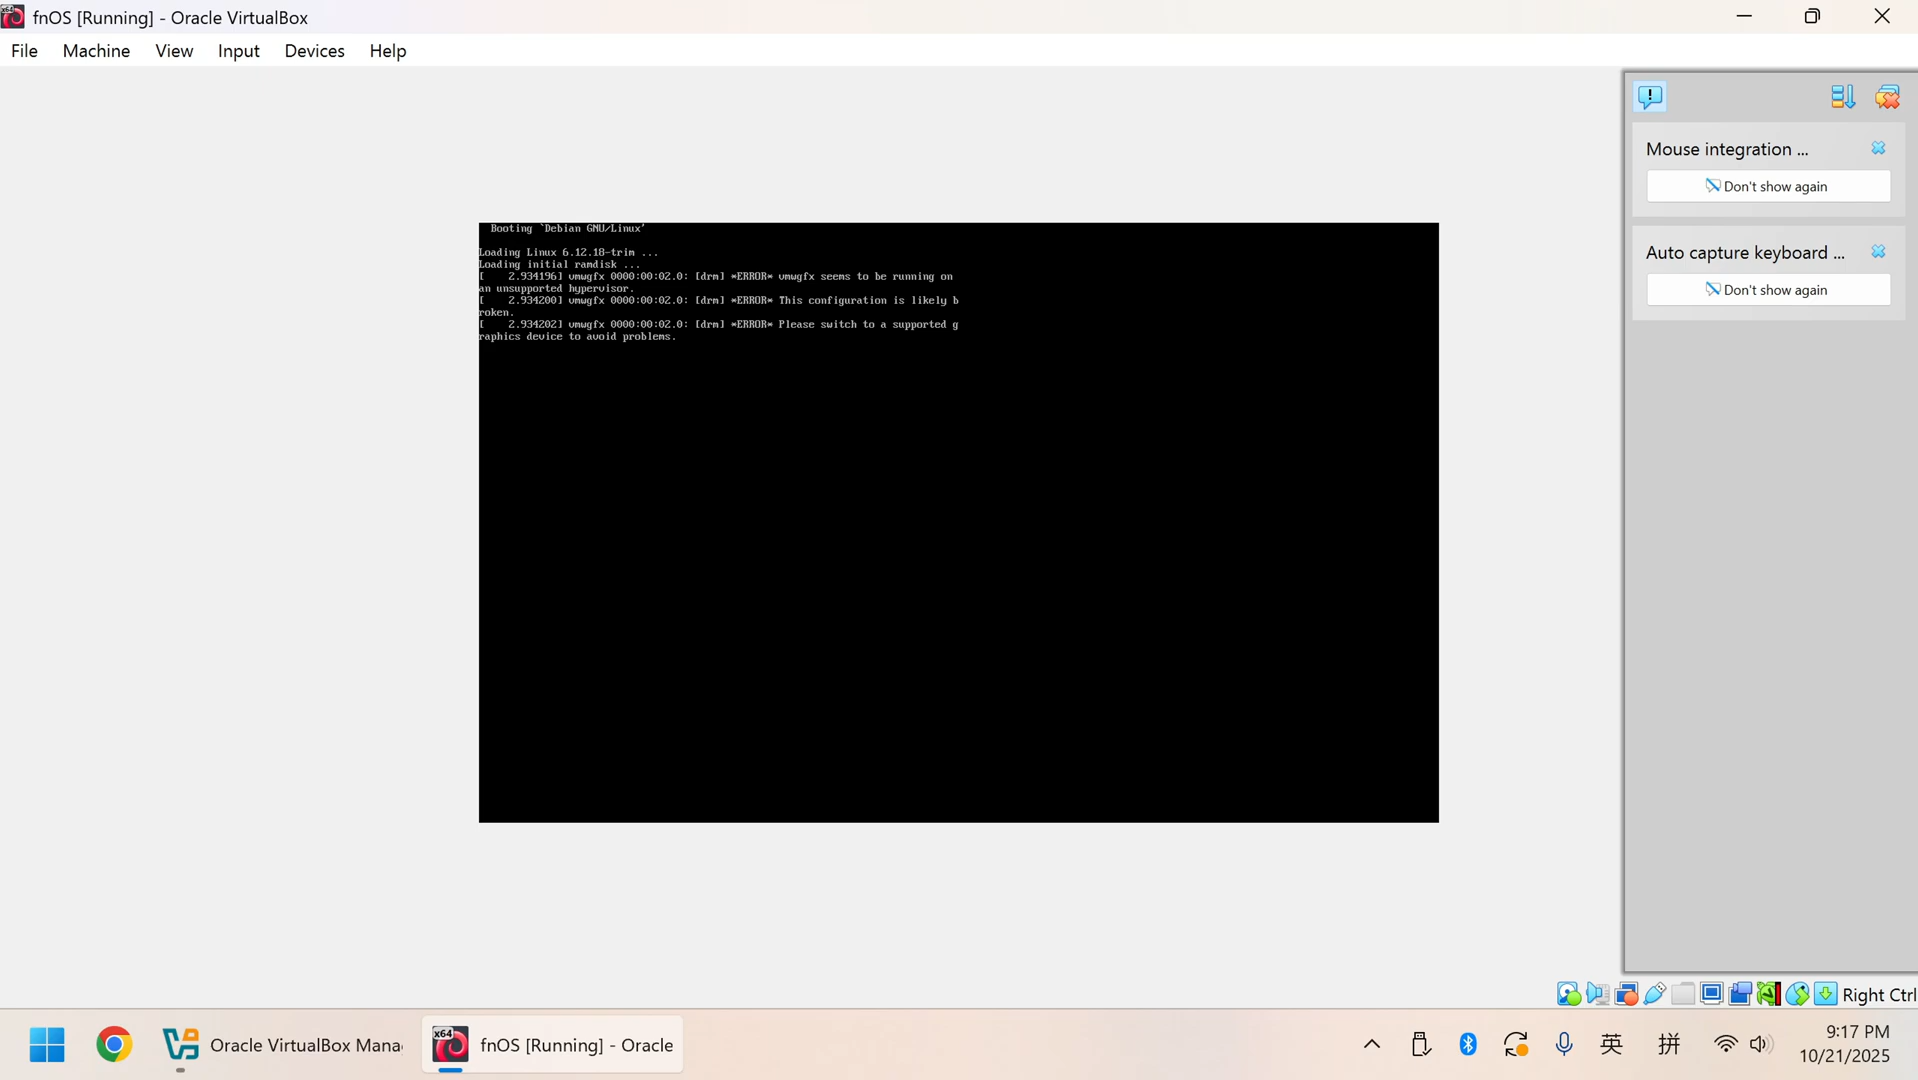 fnOS [Running] - Oracle VirtualBox
File Machine View Input Devices Help
Mouse integration ...
Don't show again
Auto capture keyboard ...
Don't show again
Booting `Debian GNU/Linux'
Loading Linux 6.12.18-trim ...
Loading initial ramdisk ...
[    2.934196] vmwgfx 0000:00:02.0: [drm] *ERROR* vmwgfx seems to be running on
an unsupported hypervisor.
[    2.934200] vmwgfx 0000:00:02.0: [drm] *ERROR* This configuration is likely b
roken.
[    2.934202] vmwgfx 0000:00:02.0: [drm] *ERROR* Please switch to a supported g
raphics device to avoid problems.
Right Ctrl
Oracle VirtualBox Mana
x64
fnOS [Running] - Oracle
英
拼
9:17 PM
10/21/2025